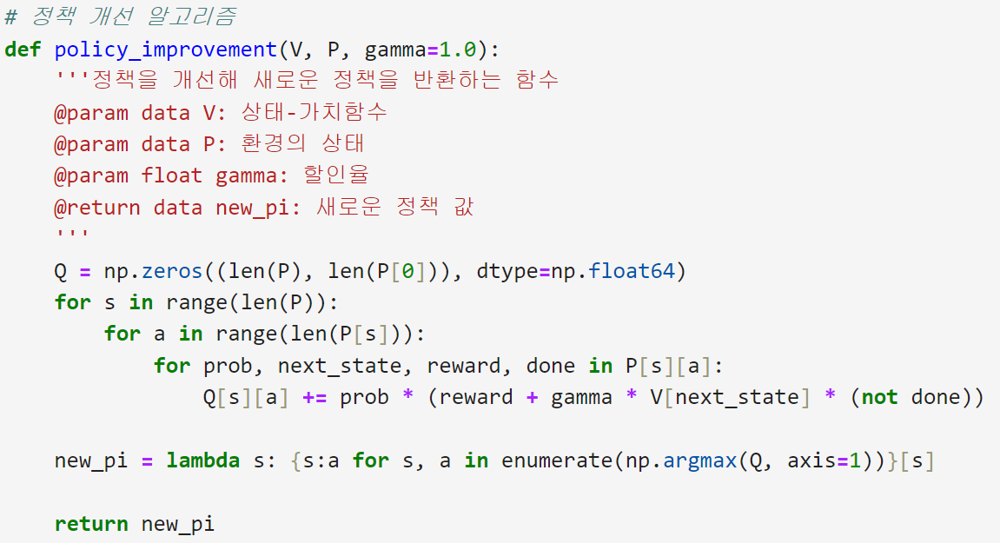 # 정책 개선 알고리즘
def policy_improvement(V, P, gamma=1.0):
    '''정책을 개선해 새로운 정책을 반환하는 함수
    @param data V: 상태-가치함수
    @param data P: 환경의 상태
    @param float gamma: 할인율
    @return data new_pi: 새로운 정책 값
    '''
    Q = np.zeros((len(P), len(P[0])), dtype=np.float64)
    for s in range(len(P)):
        for a in range(len(P[s])):
            for prob, next_state, reward, done in P[s][a]:
                Q[s][a] += prob * (reward + gamma * V[next_state] * (not done))
    new_pi = lambda s: {s:a for s, a in enumerate(np.argmax(Q, axis=1))}[s]
    return new_pi